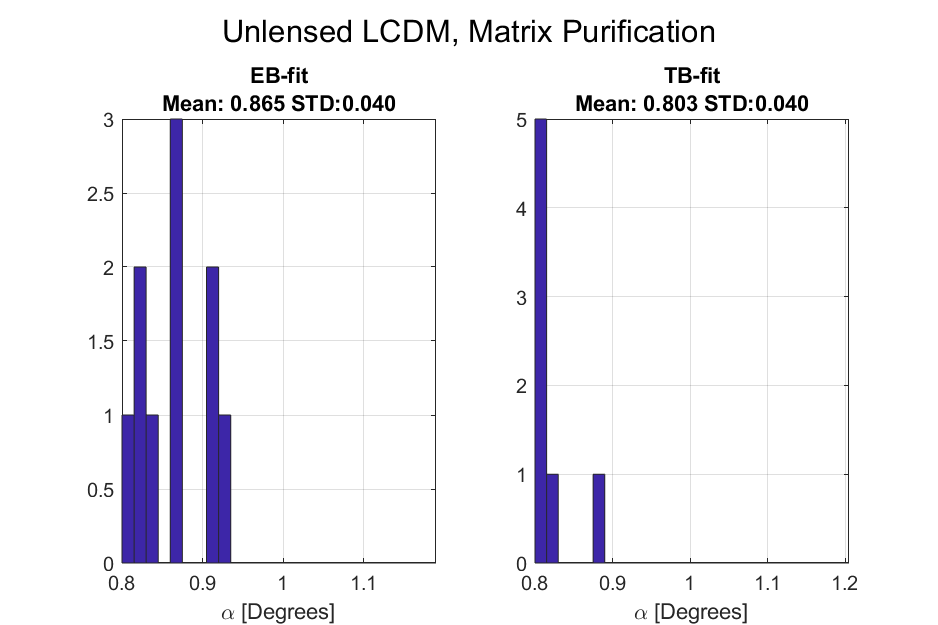 Unlensed LCDM, Matrix Purification
EB-fit
Mean: 0.865 STD:0.040
3
2.5
2
1.5
1
0.5
0
0.8 0.9 1 1.1
α [Degrees]
TB-fit
Mean: 0.803 STD:0.040
5
4
3
2
1
0
0.8 0.9 1 1.1 1.2
α [Degrees]